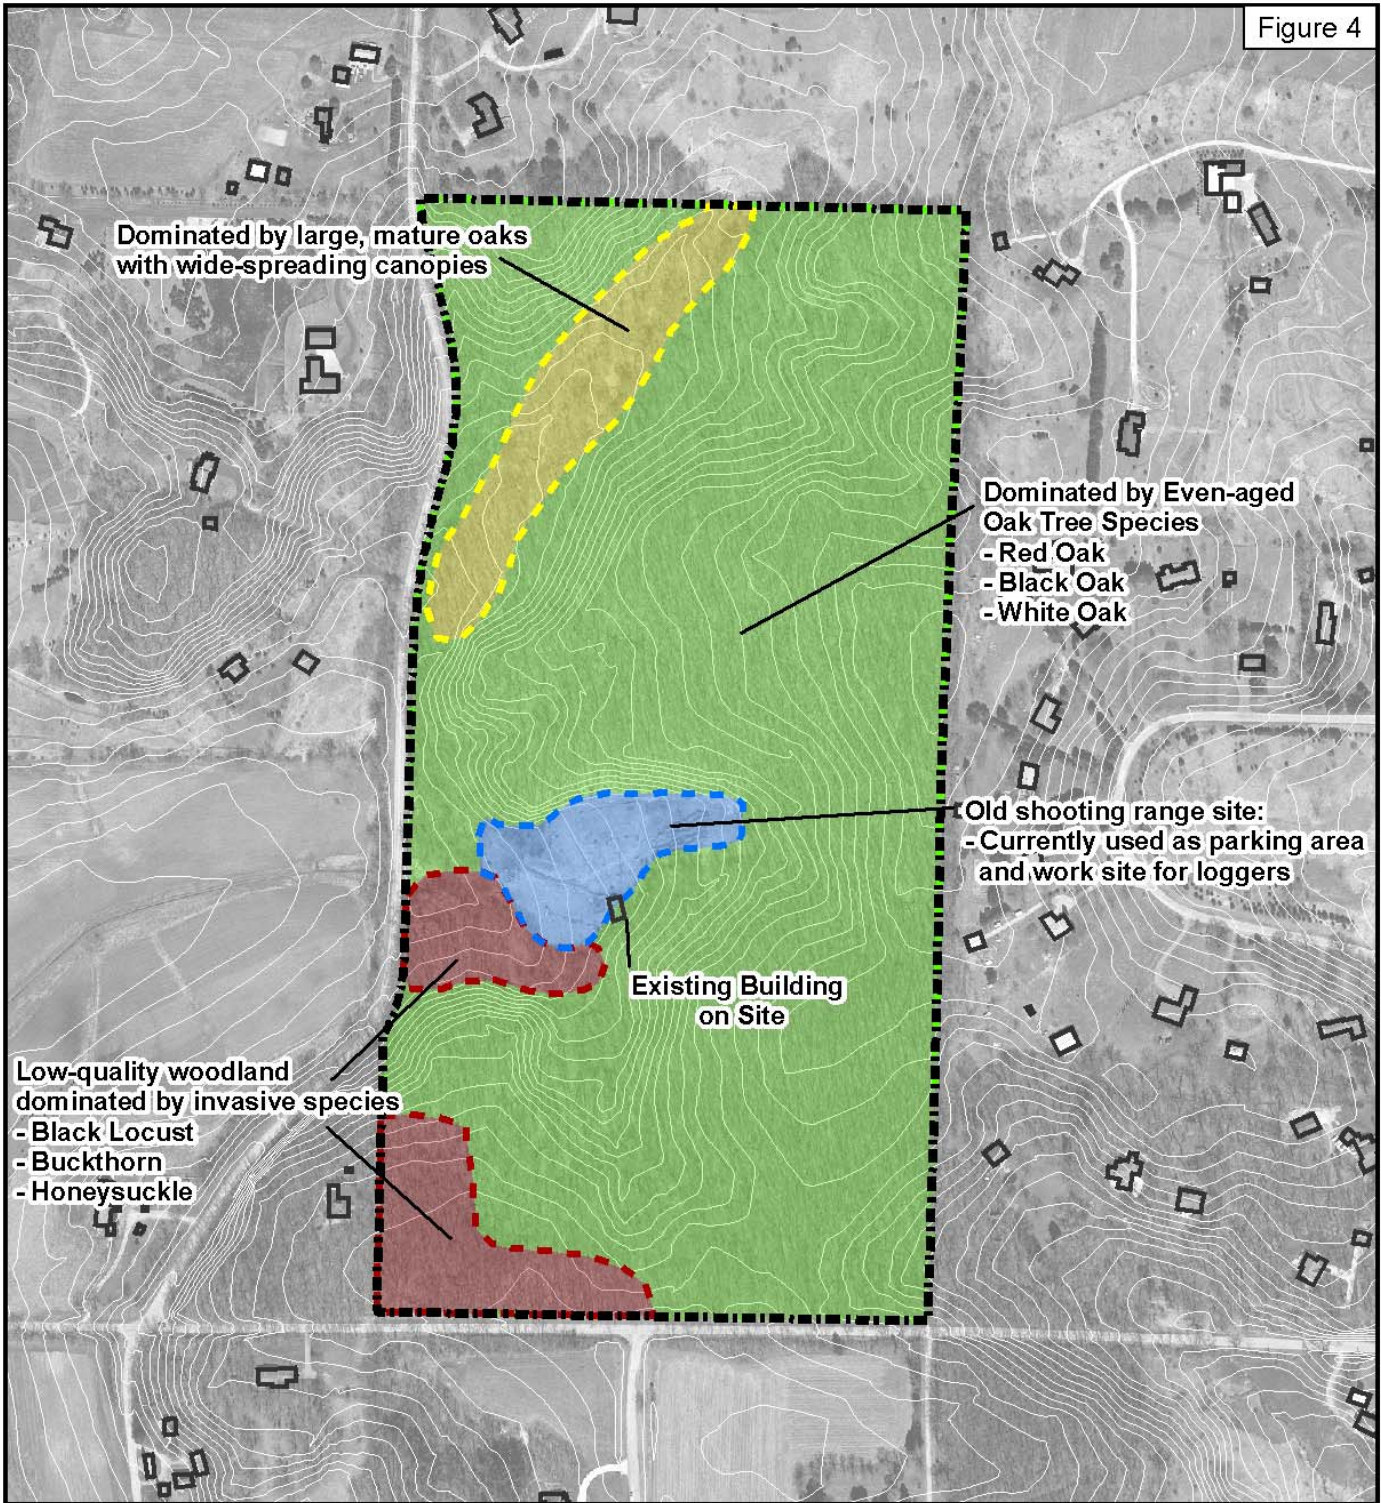 Figure 4
Dominated by large, mature oaks
with wide-spreading canopies
Dominated by Even-aged
Oak Tree Species
- Red Oak
- Black Oak
- White Oak
Old shooting range site:
- Currently used as parking area
and work site for loggers
Existing Building
on Site
Low-quality woodland
dominated by invasive species
- Black Locust
- Buckthorn
- Honeysuckle